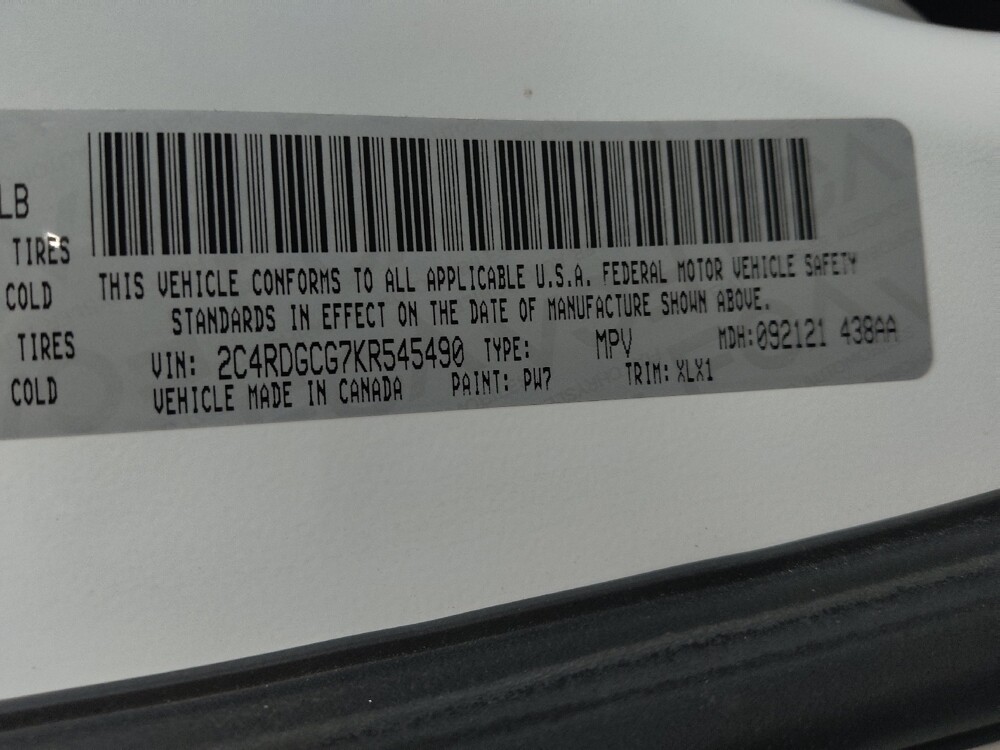 LB
TIRES
COLD
TIRES
COLD
THIS VEHICLE CONFORMS TO ALL APPLICABLE U.S.A. FEDERAL MOTOR VEHICLE SAFETY
STANDARDS IN EFFECT ON THE DATE OF MANUFACTURE SHOWN ABOVE.
VIN: 2C4RDGCG7KR545490 TYPE: MPV MDH:092121 438AA
VEHICLE MADE IN CANADA PAINT: PW7 TRIM: XLX1